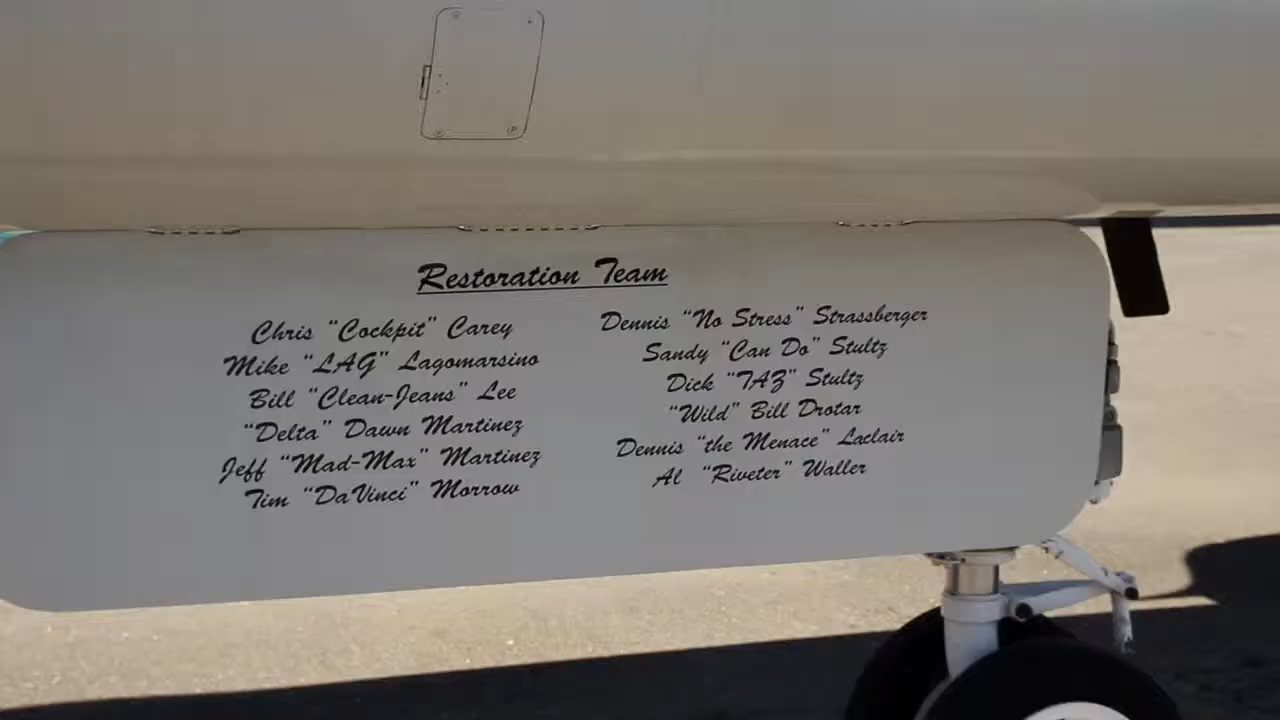 Restoration Team
Chris "Cockpit" Carey
Mike "LAG" Lagomarsino
Bill "Clean-Jeans" Lee
"Delta" Dawn Martinez
Jeff "Mad-Max" Martinez
Tim "DaVinci" Morrow
Dennis "No Stress" Strassberger
Sandy "Can Do" Stultz
Dick "TAZ" Stultz
"Wild" Bill Drotar
Dennis "the Menace" Laclair
Al "Riveter" Waller